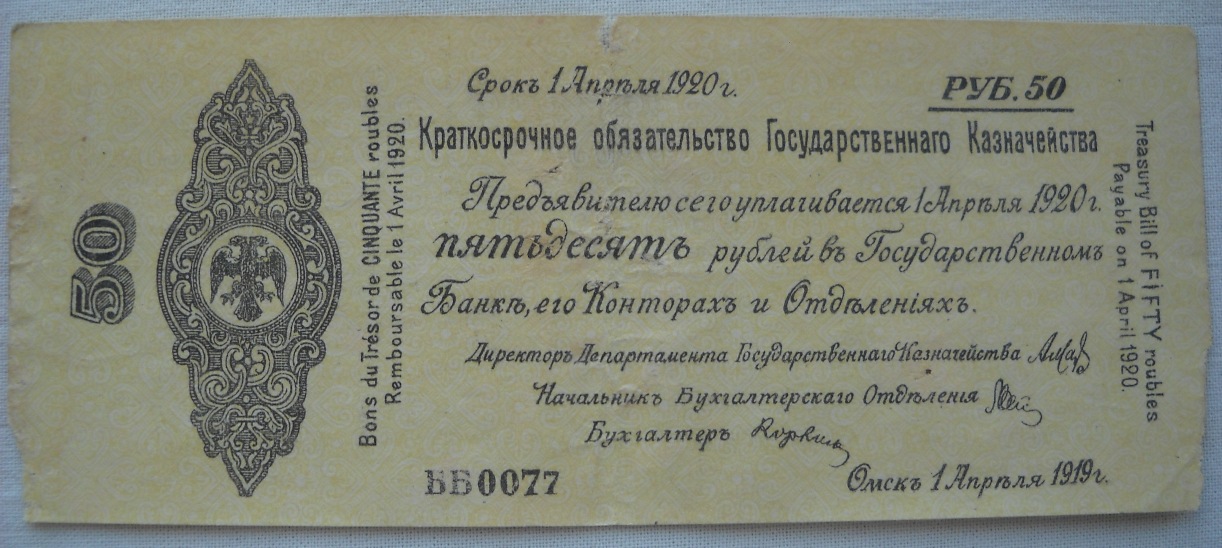 50
Bons du Trésor de CINQUANTE roubles
Remboursable le 1 Avril 1920.
Срокъ 1 Апрѣля 1920 г.
РУБ. 50
Краткосрочное обязательство Государственнаго Казначейства
Предъявителю сего уплачивается 1 Апрѣля 1920 г.
пятьдесятъ рублей въ Государственномъ
Банкѣ, его Конторахъ и Отдѣленіяхъ.
Директоръ Департамента Государственнаго Казначейства
Начальникъ Бухгалтерскаго Отдѣленія
Бухгалтеръ
ББ0077
Омскъ 1 Апрѣля 1919 г.
Treasury Bill of FIFTY roubles
Payable on 1 April 1920.